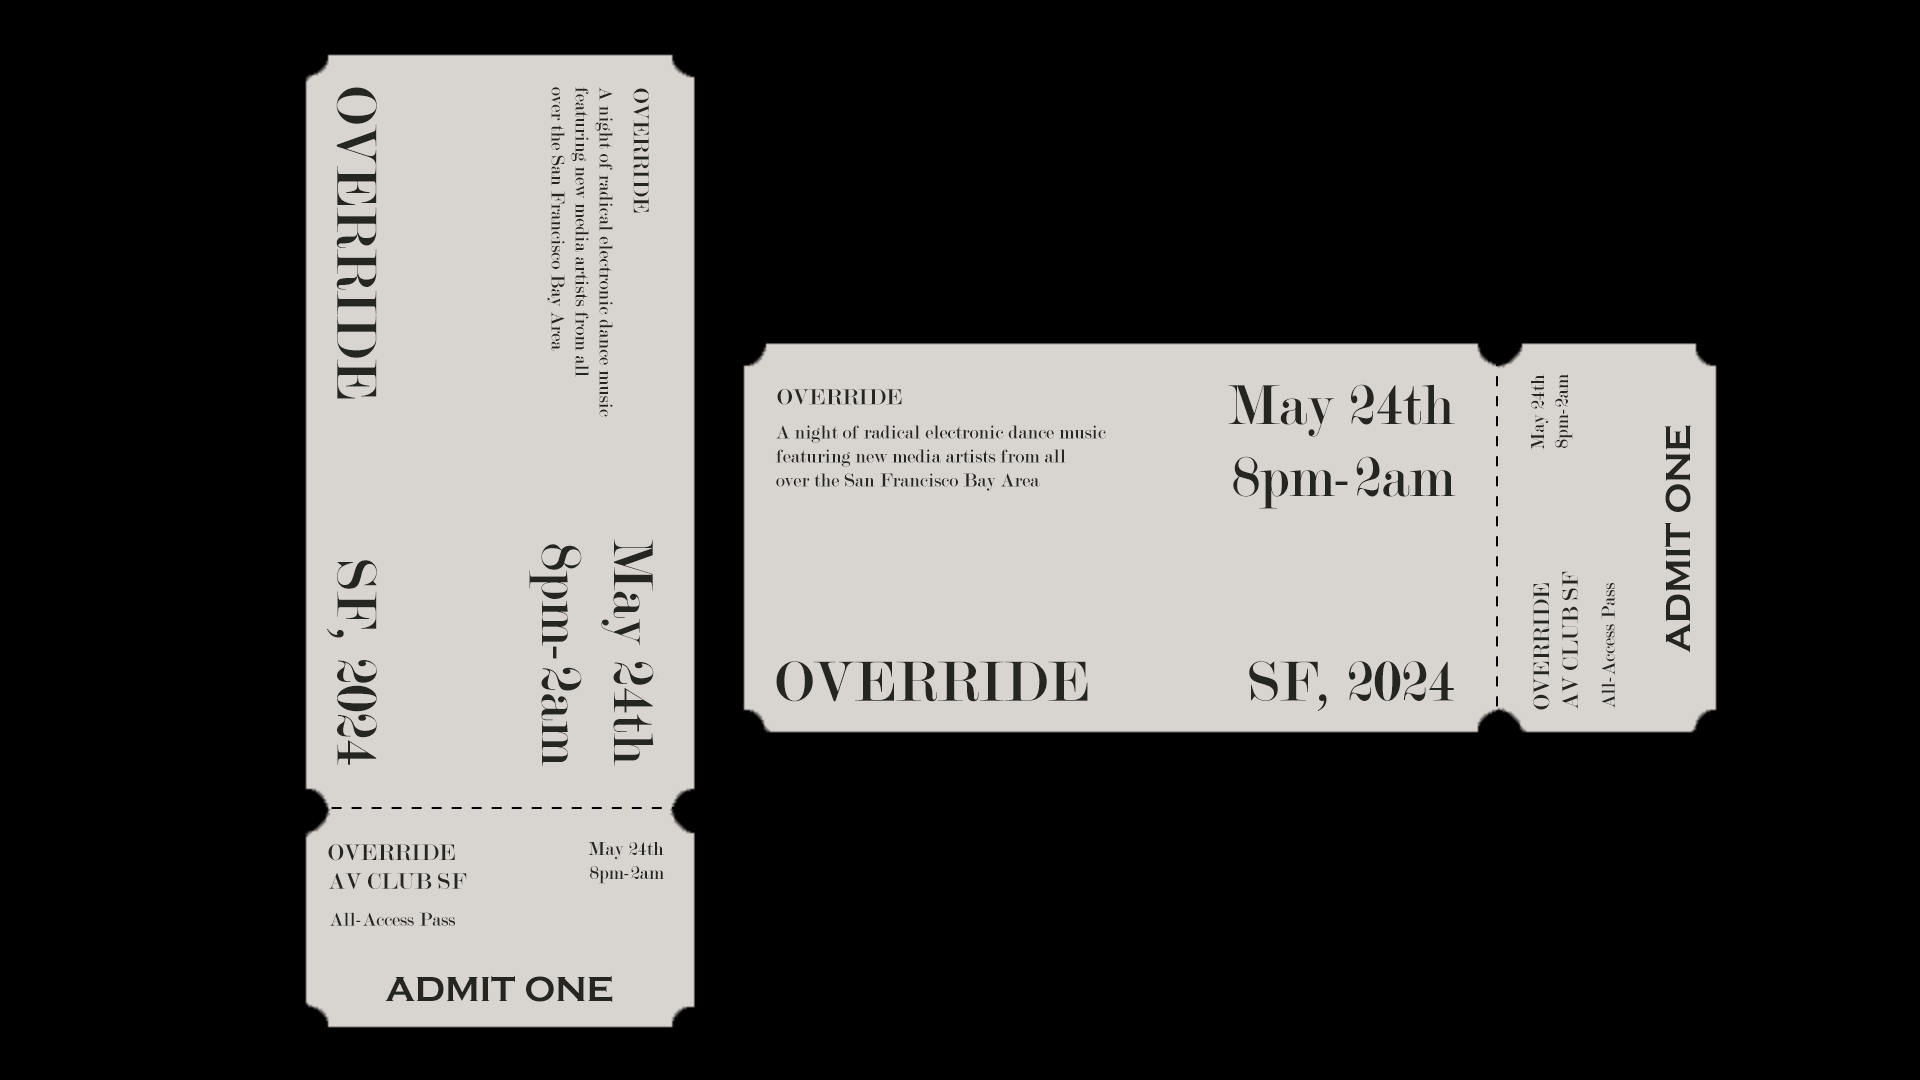 OVERRIDE
A night of radical electronic dance music
featuring new media artists from all
over the San Francisco Bay Area
May 24th
8pm-2am
OVERRIDE
SF, 2024
OVERRIDE
AV CLUB SF
All-Access Pass
May 24th
8pm-2am
ADMIT ONE
OVERRIDE
A night of radical electronic dance music
featuring new media artists from all
over the San Francisco Bay Area
May 24th
8pm-2am
OVERRIDE
SF, 2024
OVERRIDE
AV CLUB SF
All-Access Pass
May 24th
8pm-2am
ADMIT ONE